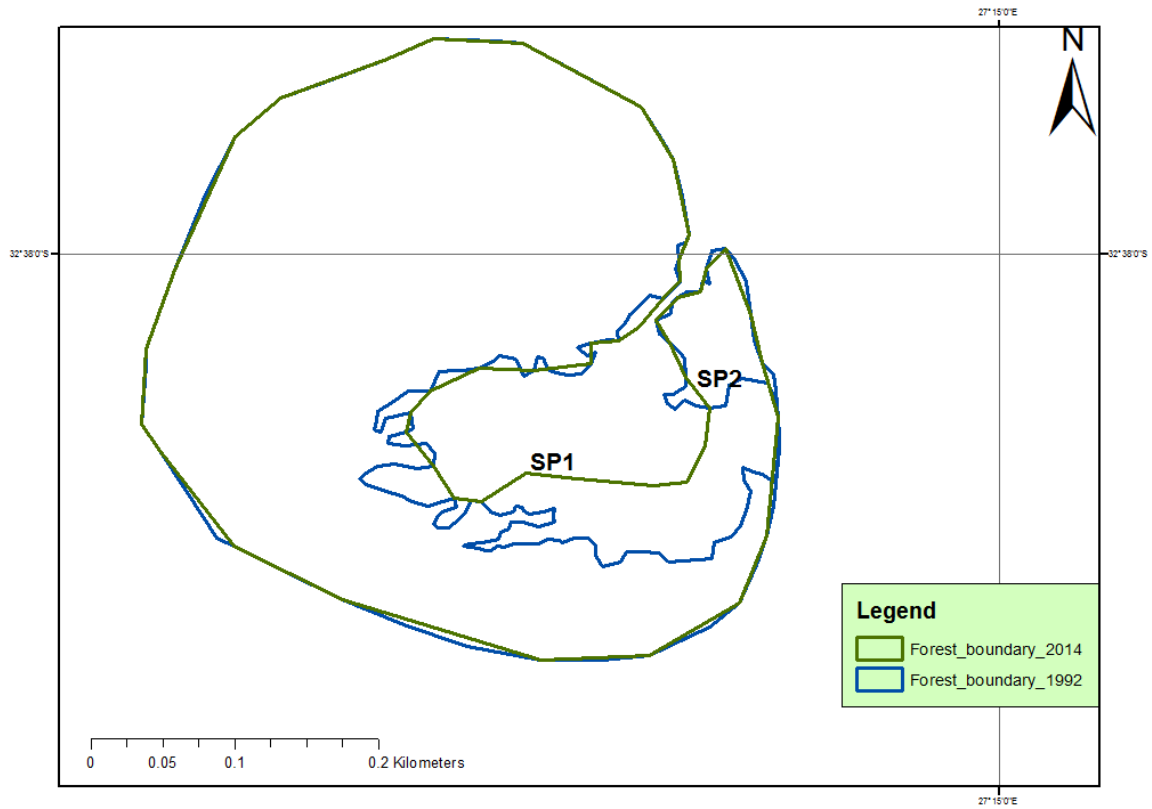 27°15'0"E
N
32°38'0"S
32°38'0"S
SP2
SP1
Legend
Forest_boundary_2014
Forest_boundary_1992
0 0.05 0.1 0.2 Kilometers
27°15'0"E